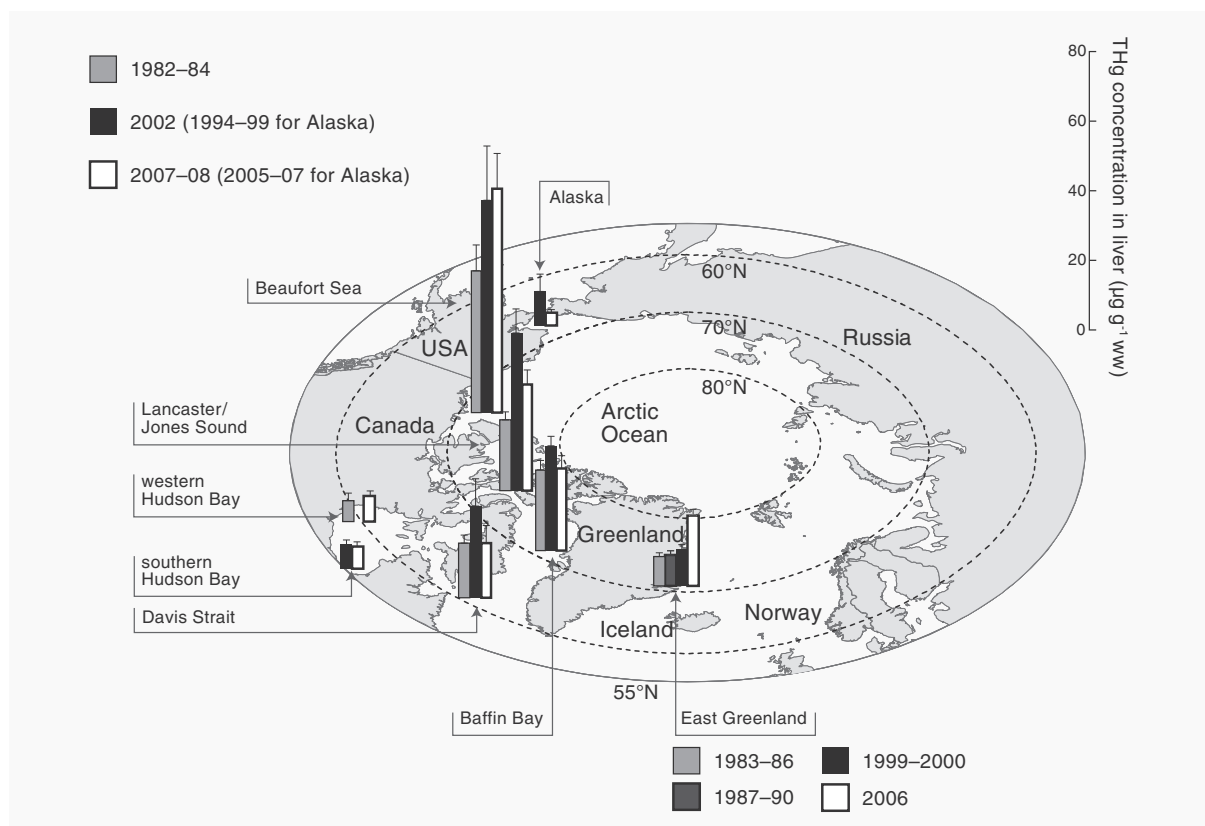 1982–84
2002 (1994–99 for Alaska)
2007–08 (2005–07 for Alaska)
80
60
40
20
0
THg concentration in liver (µg g⁻¹ ww)
Alaska
Beaufort Sea
60°N
70°N
80°N
USA
Russia
Lancaster/
Jones Sound
Canada
Arctic
Ocean
western
Hudson Bay
Greenland
southern
Hudson Bay
Davis Strait
Iceland
Norway
55°N
Baffin Bay
East Greenland
1983–86
1999–2000
1987–90
2006